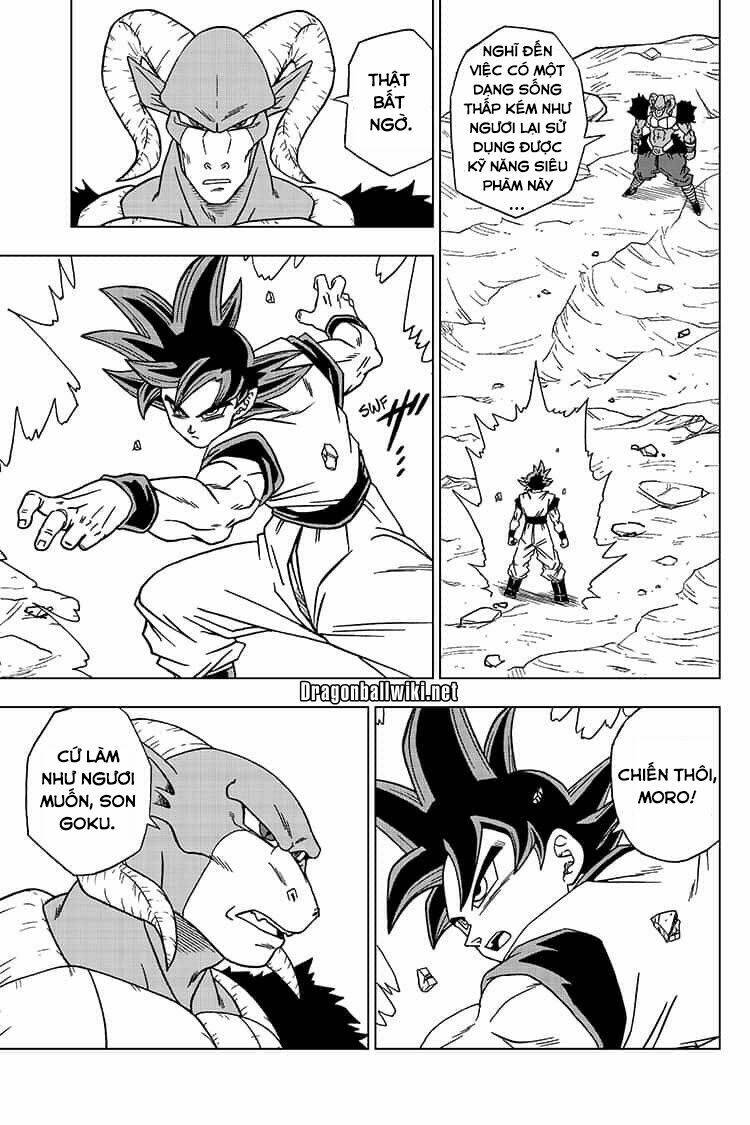 NGHĨ ĐẾN
VIỆC CÓ MỘT
DẠNG SỐNG
THẤP KÉM NHƯ
NGƯƠI LẠI SỬ
DỤNG ĐƯỢC
KỸ NĂNG SIÊU
PHÀM NÀY
...
THẬT
BẤT
NGỜ.
SWF
Dragonballwiki.net
CHIẾN THÔI,
MORO!
CỨ LÀM
NHƯ NGƯƠI
MUỐN, SON
GOKU.